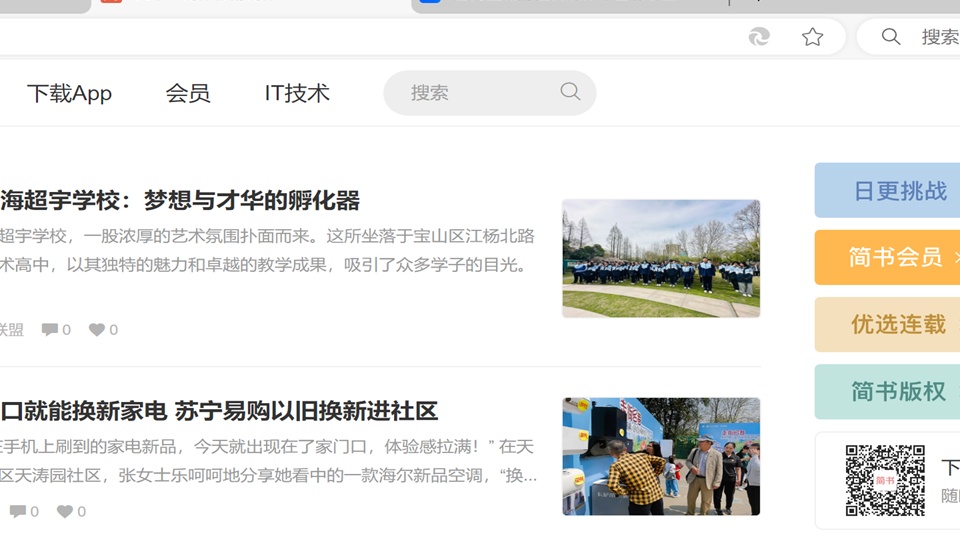 搜索
下载App
会员
IT技术
搜索
海超宇学校：梦想与才华的孵化器
超宇学校，一股浓厚的艺术氛围扑面而来。这所坐落于宝山区江杨北路
术高中，以其独特的魅力和卓越的教学成果，吸引了众多学子的目光。
联盟
0
0
口就能换新家电 苏宁易购以旧换新进社区
在手机上刷到的家电新品，今天就出现在了家门口，体验感拉满！” 在天
区天涛园社区，张女士乐呵呵地分享她看中的一款海尔新品空调，“换...
0
0
日更挑战
简书会员
优选连载
简书版权
简书
下
随